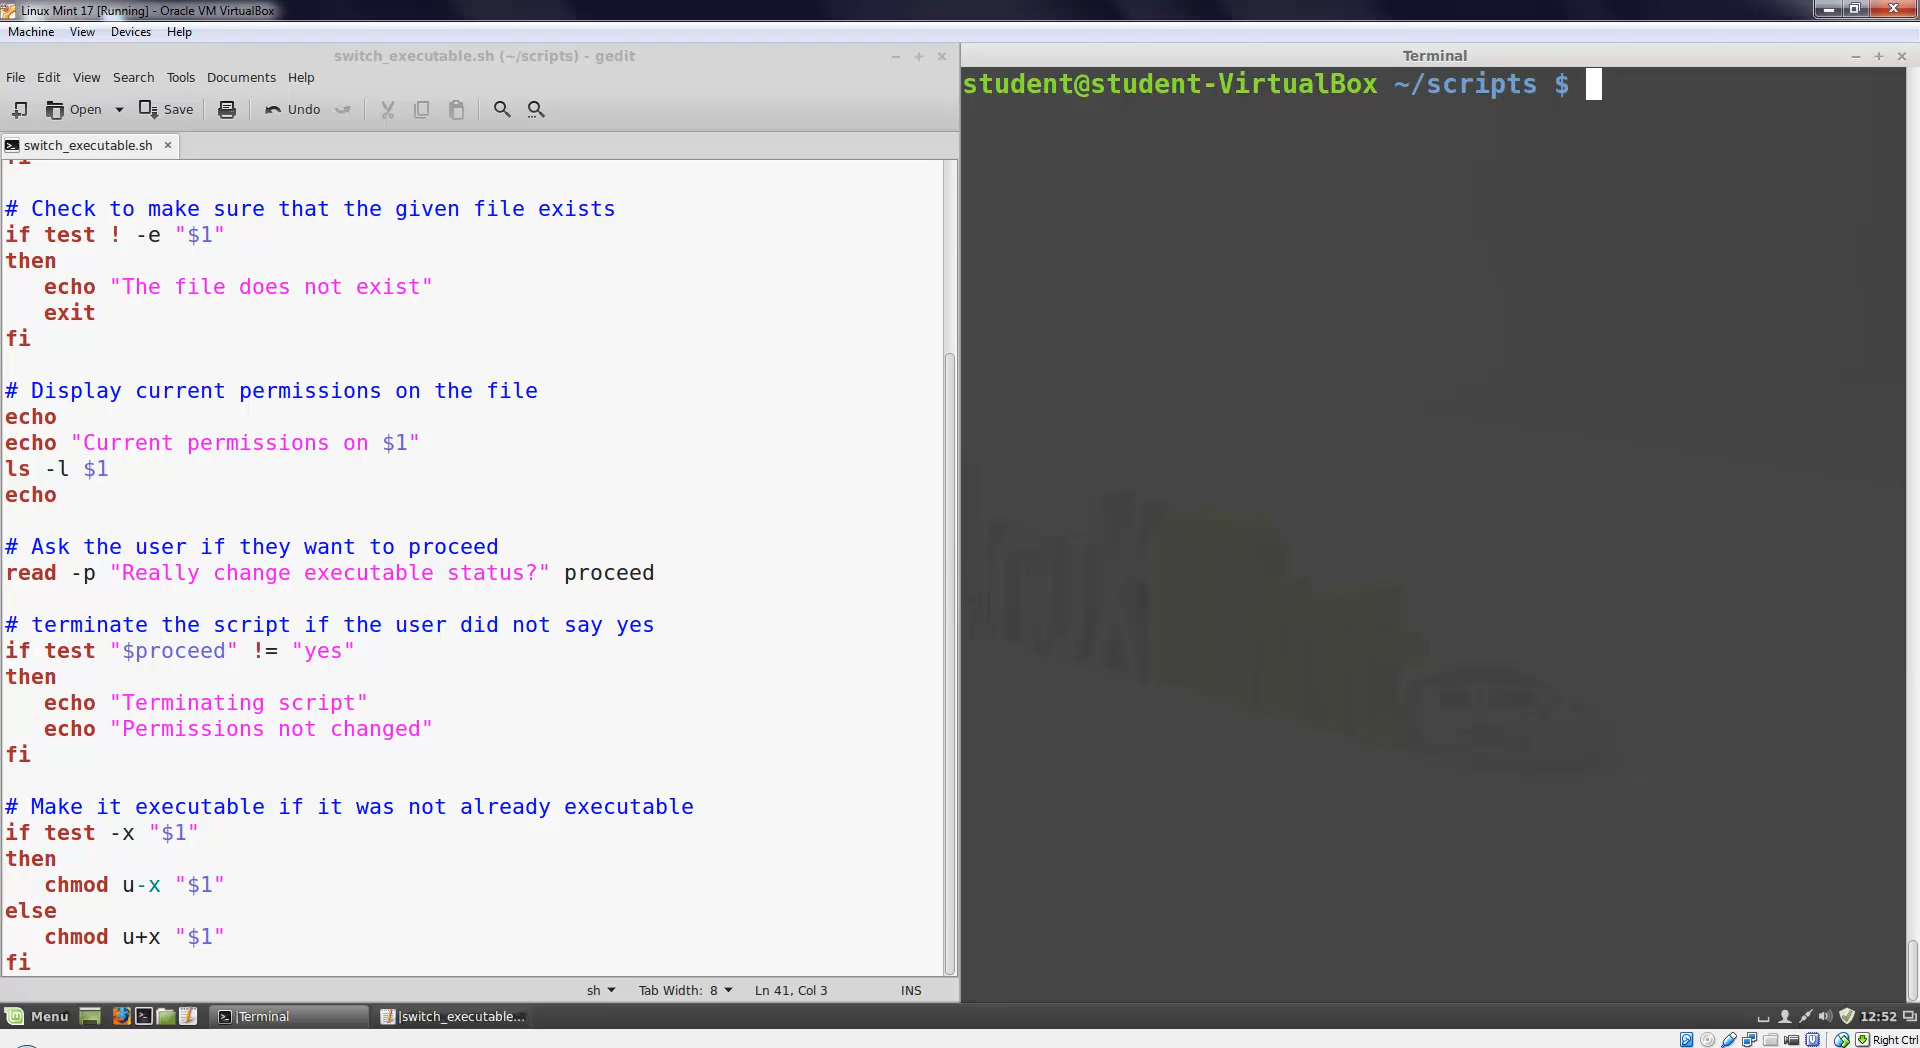 Linux Mint 17 [Running] - Oracle VM VirtualBox
Machine View Devices Help
switch_executable.sh (~/scripts) - gedit
File Edit View Search Tools Documents Help
Open Save Undo
switch_executable.sh
fi
# Check to make sure that the given file exists
if test ! -e "$1"
then
   echo "The file does not exist"
   exit
fi
# Display current permissions on the file
echo
echo "Current permissions on $1"
ls -l $1
echo
# Ask the user if they want to proceed
read -p "Really change executable status?" proceed
# terminate the script if the user did not say yes
if test "$proceed" != "yes"
then
   echo "Terminating script"
   echo "Permissions not changed"
fi
# Make it executable if it was not already executable
if test -x "$1"
then
   chmod u-x "$1"
else
   chmod u+x "$1"
fi
sh Tab Width: 8 Ln 41, Col 3 INS
Terminal
student@student-VirtualBox ~/scripts $
Menu Terminal switch_executable... 12:52
Right Ctrl